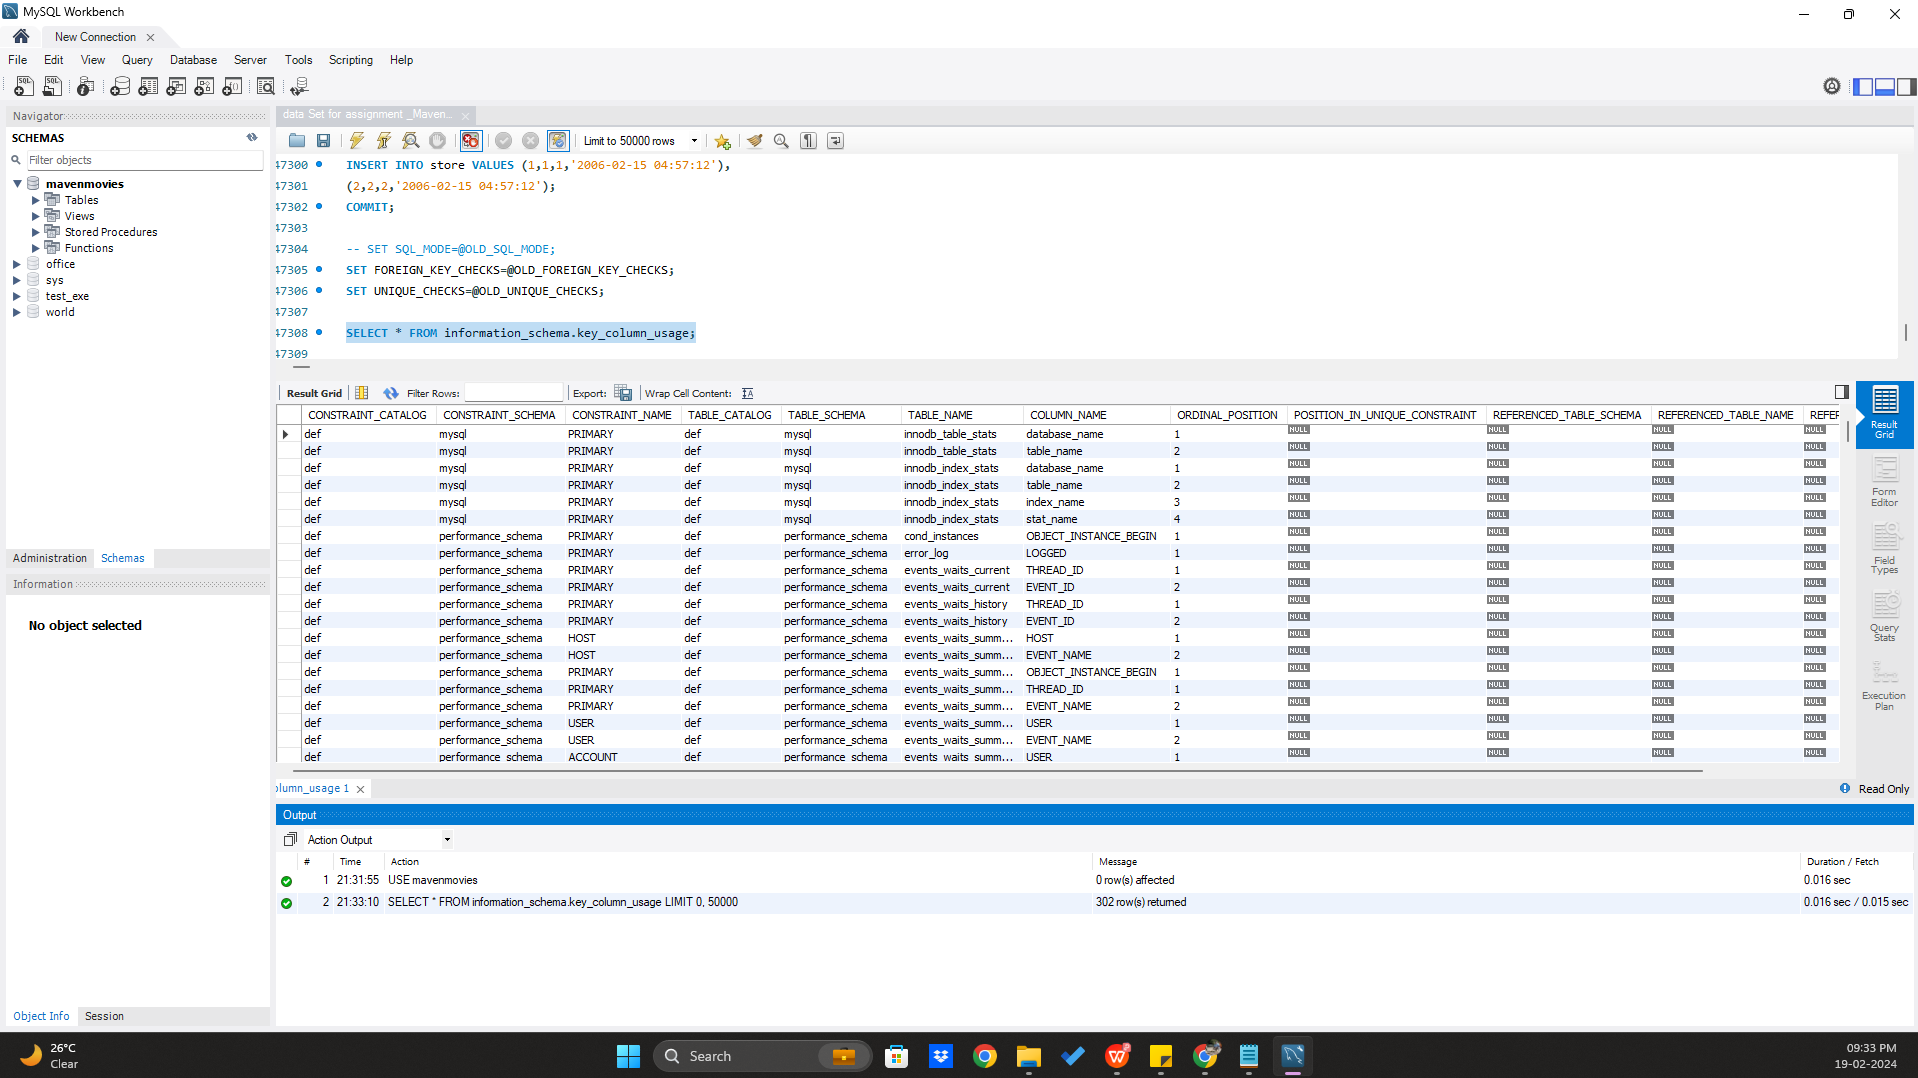 MySQL Workbench
New Connection
File Edit View Query Database Server Tools Scripting Help
Navigator
SCHEMAS
Filter objects
mavenmovies
Tables
Views
Stored Procedures
Functions
office
sys
test_exe
world
Administration Schemas
Information
No object selected
Object Info Session
data Set for assignment _Maven...
Limit to 50000 rows
47300 INSERT INTO store VALUES (1,1,1,'2006-02-15 04:57:12'),
47301 (2,2,2,'2006-02-15 04:57:12');
47302 COMMIT;
47303
47304 -- SET SQL_MODE=@OLD_SQL_MODE;
47305 SET FOREIGN_KEY_CHECKS=@OLD_FOREIGN_KEY_CHECKS;
47306 SET UNIQUE_CHECKS=@OLD_UNIQUE_CHECKS;
47307
47308 SELECT * FROM information_schema.key_column_usage;
47309
Result Grid Filter Rows: Export: Wrap Cell Content:
CONSTRAINT_CATALOG CONSTRAINT_SCHEMA CONSTRAINT_NAME TABLE_CATALOG TABLE_SCHEMA TABLE_NAME COLUMN_NAME ORDINAL_POSITION POSITION_IN_UNIQUE_CONSTRAINT REFERENCED_TABLE_SCHEMA REFERENCED_TABLE_NAME REFER
def mysql PRIMARY def mysql innodb_table_stats database_name 1 NULL NULL NULL NULL
def mysql PRIMARY def mysql innodb_table_stats table_name 2 NULL NULL NULL NULL
def mysql PRIMARY def mysql innodb_index_stats database_name 1 NULL NULL NULL NULL
def mysql PRIMARY def mysql innodb_index_stats table_name 2 NULL NULL NULL NULL
def mysql PRIMARY def mysql innodb_index_stats index_name 3 NULL NULL NULL NULL
def mysql PRIMARY def mysql innodb_index_stats stat_name 4 NULL NULL NULL NULL
def performance_schema PRIMARY def performance_schema cond_instances OBJECT_INSTANCE_BEGIN 1 NULL NULL NULL NULL
def performance_schema PRIMARY def performance_schema error_log LOGGED 1 NULL NULL NULL NULL
def performance_schema PRIMARY def performance_schema events_waits_current THREAD_ID 1 NULL NULL NULL NULL
def performance_schema PRIMARY def performance_schema events_waits_current EVENT_ID 2 NULL NULL NULL NULL
def performance_schema PRIMARY def performance_schema events_waits_history THREAD_ID 1 NULL NULL NULL NULL
def performance_schema PRIMARY def performance_schema events_waits_history EVENT_ID 2 NULL NULL NULL NULL
def performance_schema HOST def performance_schema events_waits_summ... HOST 1 NULL NULL NULL NULL
def performance_schema HOST def performance_schema events_waits_summ... EVENT_NAME 2 NULL NULL NULL NULL
def performance_schema PRIMARY def performance_schema events_waits_summ... OBJECT_INSTANCE_BEGIN 1 NULL NULL NULL NULL
def performance_schema PRIMARY def performance_schema events_waits_summ... THREAD_ID 1 NULL NULL NULL NULL
def performance_schema PRIMARY def performance_schema events_waits_summ... EVENT_NAME 2 NULL NULL NULL NULL
def performance_schema USER def performance_schema events_waits_summ... USER 1 NULL NULL NULL NULL
def performance_schema USER def performance_schema events_waits_summ... EVENT_NAME 2 NULL NULL NULL NULL
def performance_schema ACCOUNT def performance_schema events_waits_summ... USER 1 NULL NULL NULL NULL
Result
Grid
Form
Editor
Field
Types
Query
Stats
Execution
Plan
olumn_usage 1
Read Only
Output
Action Output
# Time Action Message Duration / Fetch
1 21:31:55 USE mavenmovies 0 row(s) affected 0.016 sec
2 21:33:10 SELECT * FROM information_schema.key_column_usage LIMIT 0, 50000 302 row(s) returned 0.016 sec / 0.015 sec
26°C
Clear
Search
09:33 PM
19-02-2024